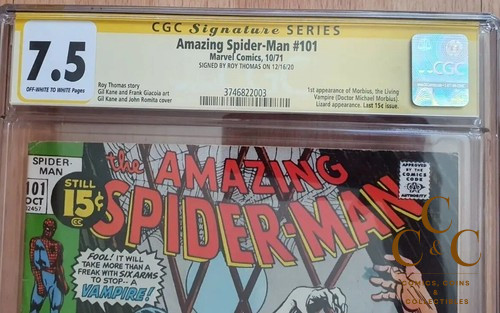 CGC Signature SERIES
7.5
OFF-WHITE TO WHITE Pages
Amazing Spider-Man #101
Marvel Comics, 10/71
SIGNED BY ROY THOMAS ON 12/16/20
Roy Thomas story
Gil Kane and Frank Giacoia art
Gil Kane and John Romita cover
3746822003
1st appearance of Morbius, the Living
Vampire (Doctor Michael Morbius).
Lizard appearance. Last 15¢ issue.
CGC
SPIDER-
MAN
101
OCT
02457
STILL
15¢
CC
the AMAZING
SPIDER-MAN
APPROVED
BY THE
COMICS
CODE
AUTHORITY
FOOL! IT WILL
TAKE MORE THAN A
FREAK WITH SIX ARMS
TO STOP--A
VAMPIRE!
C
C&C
C
COMICS, COINS
&
COLLECTIBLES